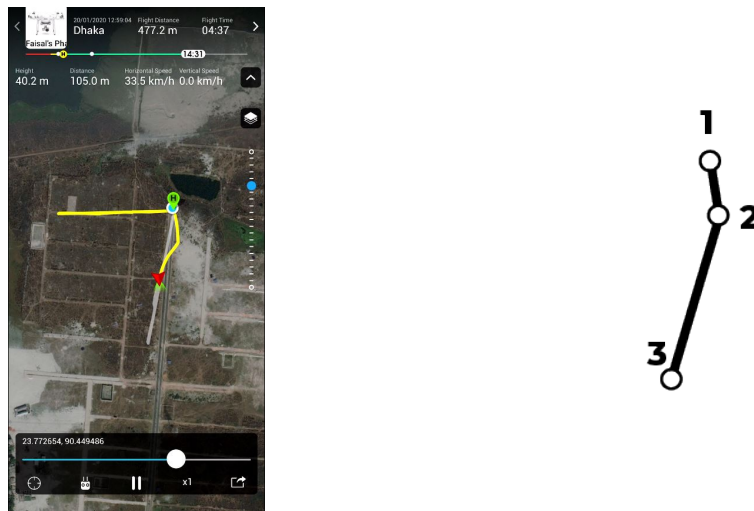 20/01/2020 12:59:04
Dhaka
Flight Distance
477.2 m
Flight Time
04:37
Faisal's Pha
H
14:31
Height
40.2 m
Distance
105.0 m
Horizontal Speed
33.5 km/h
Vertical Speed
0.0 km/h
H
23.772654, 90.449486
x1
1
2
3